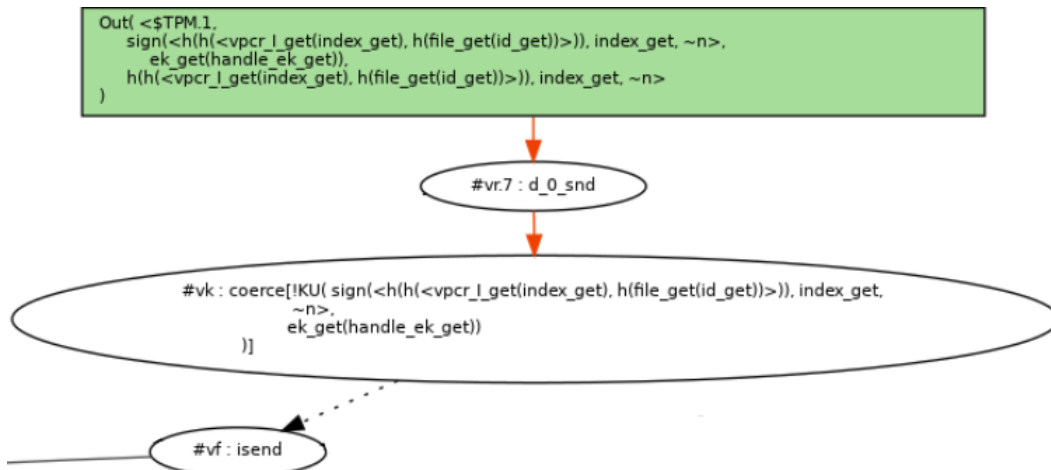 Out( <$TPM.1,
sign(<h(h(<vpcr_I_get(index_get), h(file_get(id_get))>)), index_get, ~n>,
ek_get(handle_ek_get)),
h(h(<vpcr_I_get(index_get), h(file_get(id_get))>)), index_get, ~n>
)
#vr.7 : d_0_snd
#vk : coerce[!KU( sign(<h(h(<vpcr_I_get(index_get), h(file_get(id_get))>)), index_get,
~n>,
ek_get(handle_ek_get))
)]
#vf : isend